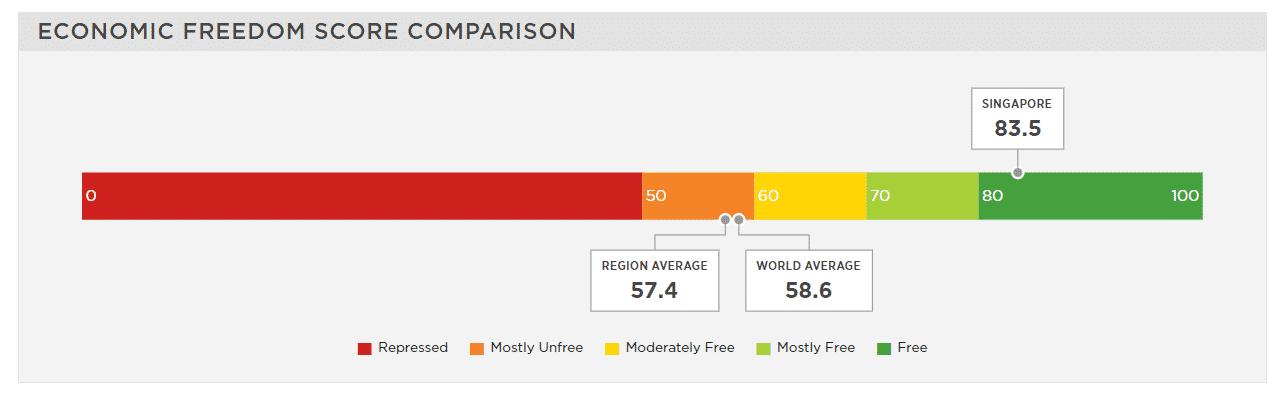 ECONOMIC FREEDOM SCORE COMPARISON
SINGAPORE
83.5
0 50 60 70 80 100
REGION AVERAGE
57.4
WORLD AVERAGE
58.6
Repressed Mostly Unfree Moderately Free Mostly Free Free